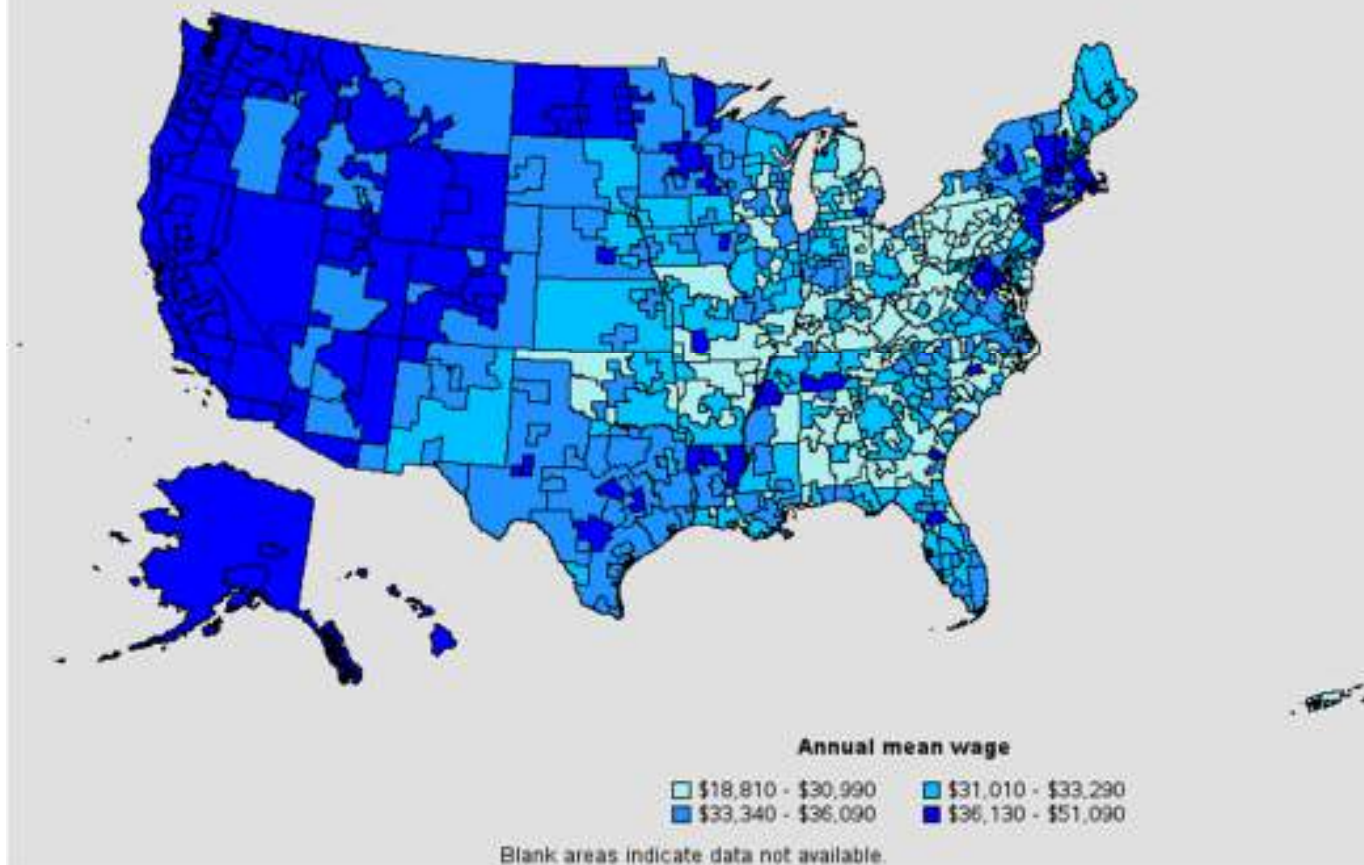 Annual mean wage
$18,810 - $30,990 $31,010 - $33,290
$33,340 - $36,090 $36,130 - $51,090
Blank areas indicate data not available.